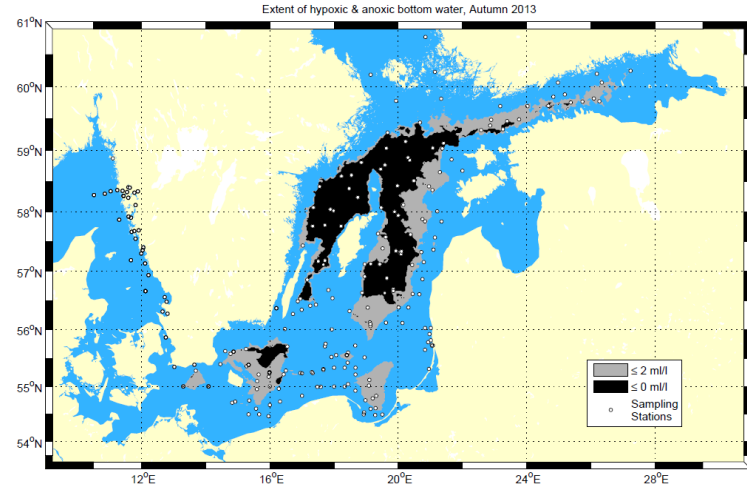 Extent of hypoxic & anoxic bottom water, Autumn 2013
61°N
60°N
59°N
58°N
57°N
56°N
55°N
54°N
≤ 2 ml/l
≤ 0 ml/l
Sampling
Stations
12°E
16°E
20°E
24°E
28°E